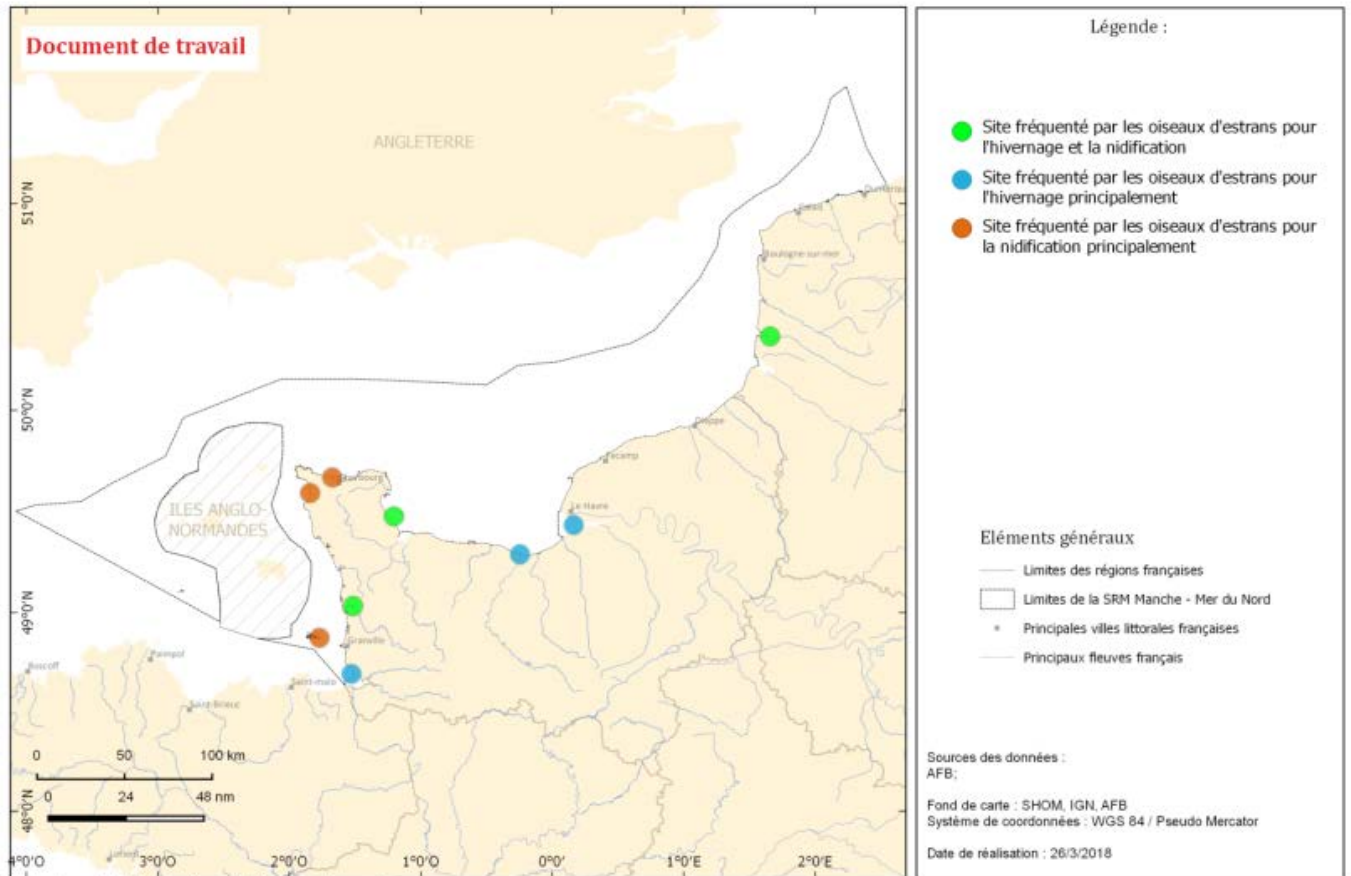 Document de travail
ANGLETERRE
Dunkerque
Calais
Boulogne-sur-mer
Dieppe
Fécamp
Le Havre
Cherbourg
ILES ANGLO-
NORMANDES
Granville
Paimpol
Roscoff
Saint-malo
Saint-Brieuc
Lorient
51°0'N
50°0'N
49°0'N
48°0'N
0 50 100 km
0 24 48 nm
4°0'O 3°0'O 2°0'O 1°0'O 0°0' 1°0'E 2°0'E
Légende :
Site fréquenté par les oiseaux d'estrans pour
l'hivernage et la nidification
Site fréquenté par les oiseaux d'estrans pour
l'hivernage principalement
Site fréquenté par les oiseaux d'estrans pour
la nidification principalement
Eléments généraux
Limites des régions françaises
Limites de la SRM Manche - Mer du Nord
Principales villes littorales françaises
Principaux fleuves français
Sources des données :
AFB;
Fond de carte : SHOM, IGN, AFB
Système de coordonnées : WGS 84 / Pseudo Mercator
Date de réalisation : 26/3/2018